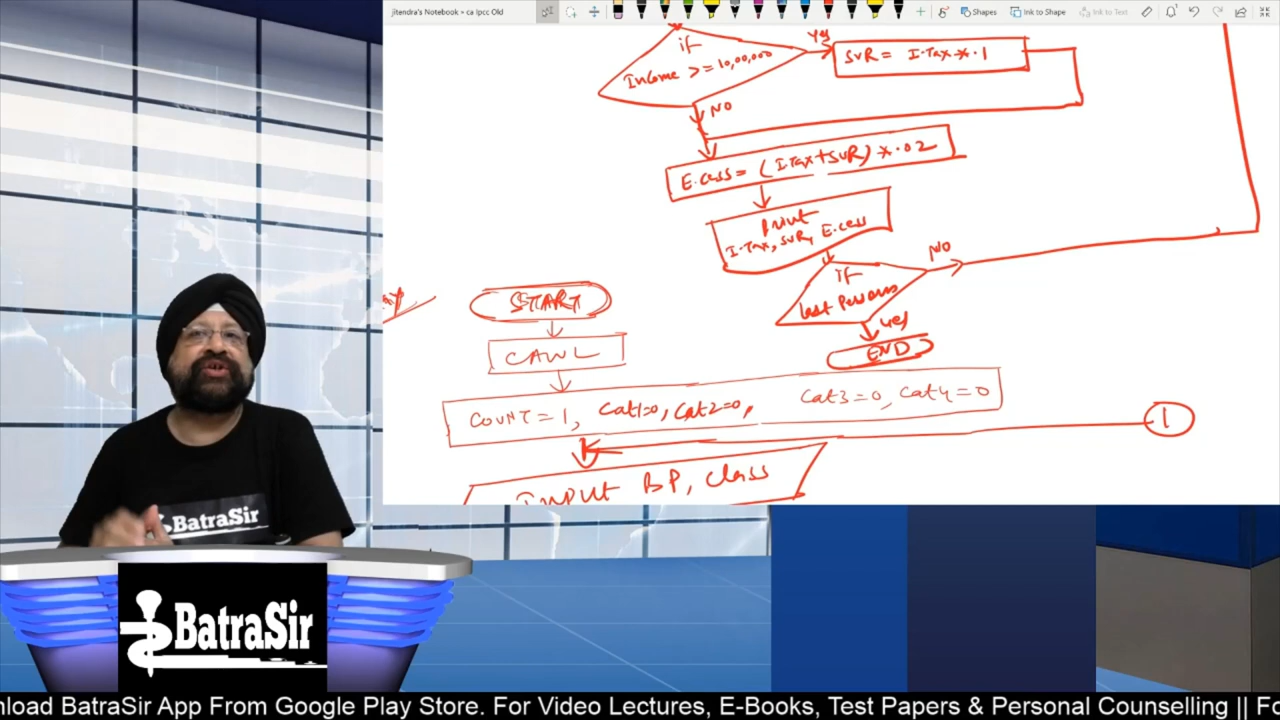 jitendra's Notebook > ca Ipcc Old
Shapes
Ink to Shape
Ink to Text
if
Income >= 10,00,000
Yes
SUR = I.Tax * .1
NO
E.cess = (I.Tax + SUR) * .02
print
I.Tax, SUR, E.cess
if
last Persons
NO
yes
END
START
CAWL
COUNT = 1, Cat1=0, Cat2=0, Cat3=0, Cat4=0
1
INPUT BP, class
BatraSir
BatraSir
nload BatraSir App From Google Play Store. For Video Lectures, E-Books, Test Papers & Personal Counselling || Fo